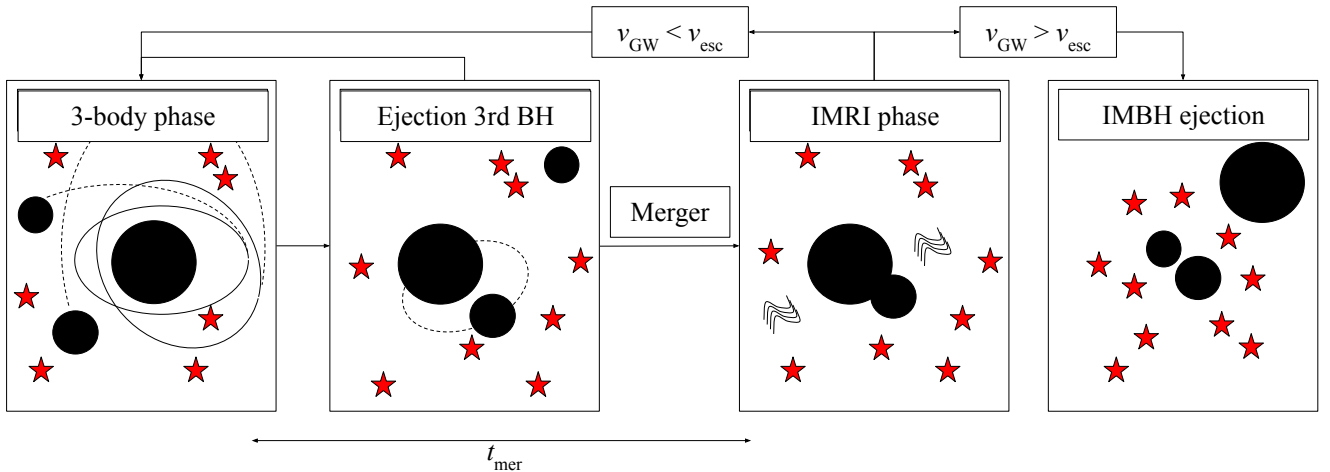 v_GW < v_esc
v_GW > v_esc
3-body phase
Ejection 3rd BH
IMRI phase
IMBH ejection
Merger
t_mer